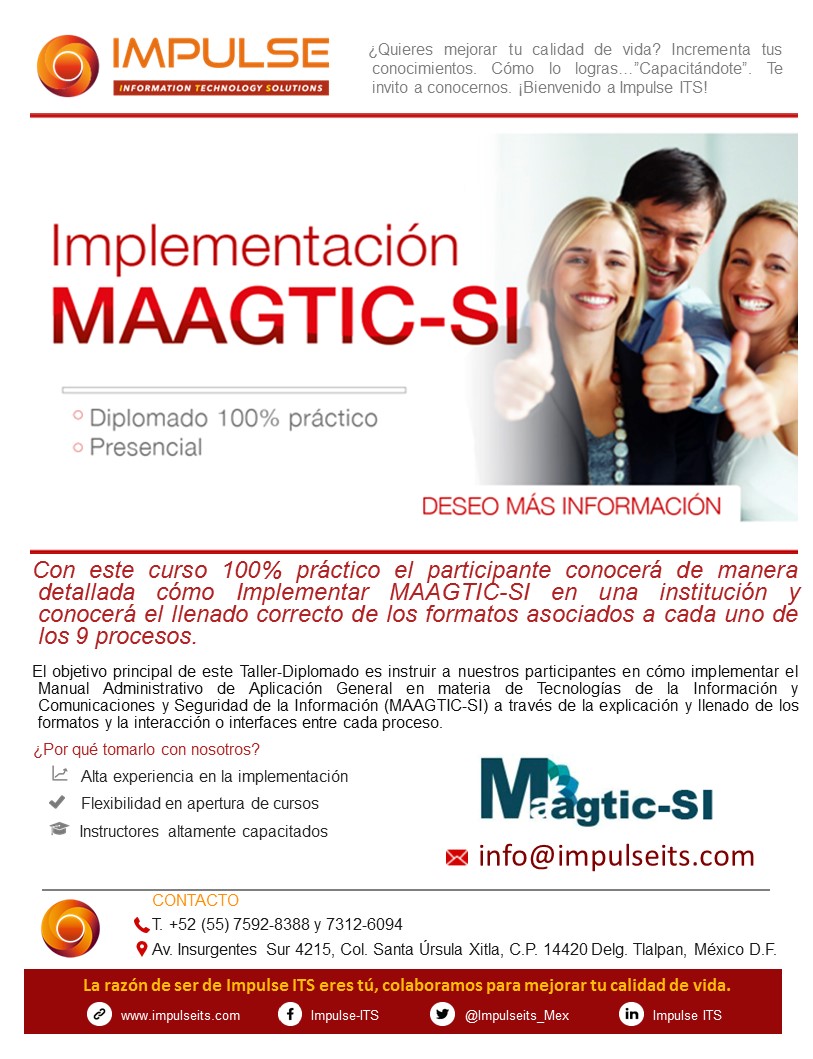 IMPULSE
INFORMATION TECHNOLOGY SOLUTIONS
¿Quieres mejorar tu calidad de vida? Incrementa tus
conocimientos. Cómo lo logras…”Capacitándote”. Te
invito a conocernos. ¡Bienvenido a Impulse ITS!
Implementación
MAAGTIC-SI
Diplomado 100% práctico
Presencial
DESEO MÁS INFORMACIÓN
Con este curso 100% práctico el participante conocerá de manera
detallada cómo Implementar MAAGTIC-SI en una institución y
conocerá el llenado correcto de los formatos asociados a cada uno de
los 9 procesos.
El objetivo principal de este Taller-Diplomado es instruir a nuestros participantes en cómo implementar el
Manual Administrativo de Aplicación General en materia de Tecnologías de la Información y
Comunicaciones y Seguridad de la Información (MAAGTIC-SI) a través de la explicación y llenado de los
formatos y la interacción o interfaces entre cada proceso.
¿Por qué tomarlo con nosotros?
Alta experiencia en la implementación
Flexibilidad en apertura de cursos
Instructores altamente capacitados
Maagtic-SI
info@impulseits.com
CONTACTO
T. +52 (55) 7592-8388 y 7312-6094
Av. Insurgentes Sur 4215, Col. Santa Úrsula Xitla, C.P. 14420 Delg. Tlalpan, México D.F.
La razón de ser de Impulse ITS eres tú, colaboramos para mejorar tu calidad de vida.
www.impulseits.com Impulse-ITS @Impulseits_Mex Impulse ITS